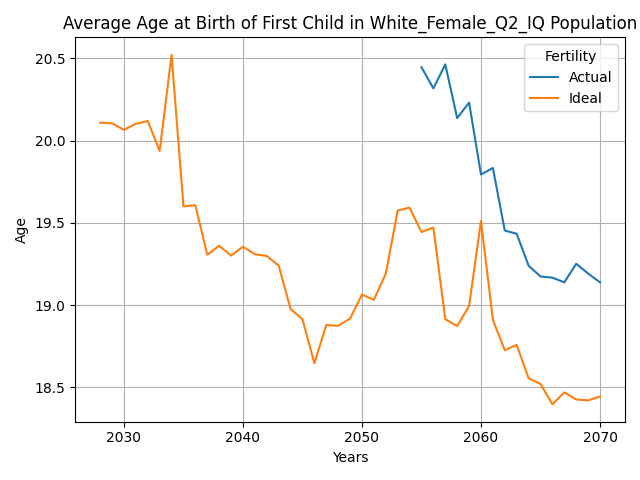 Average Age at Birth of First Child in White_Female_Q2_IQ Population
Fertility
Actual
Ideal
20.5
20.0
19.5
19.0
18.5
Age
2030 2040 2050 2060 2070
Years